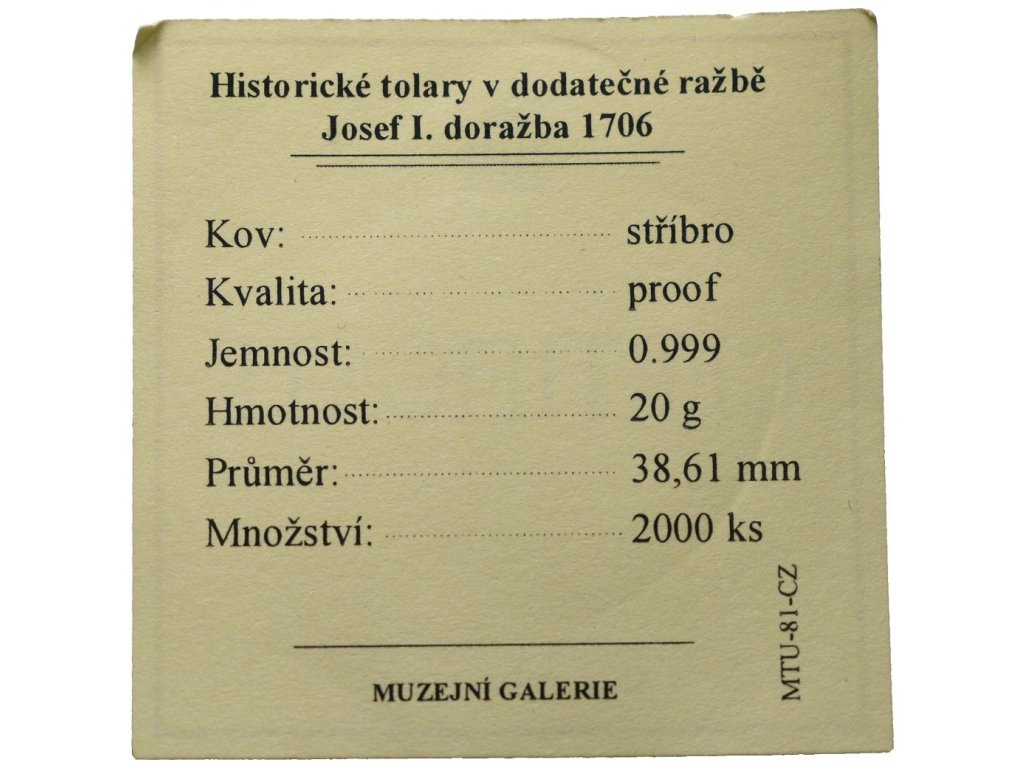 Historické tolary v dodatečné ražbě
Josef I. doražba 1706
Kov: stříbro
Kvalita: proof
Jemnost: 0.999
Hmotnost: 20 g
Průměr: 38,61 mm
Množství: 2000 ks
MTU-81-CZ
MUZEJNÍ GALERIE